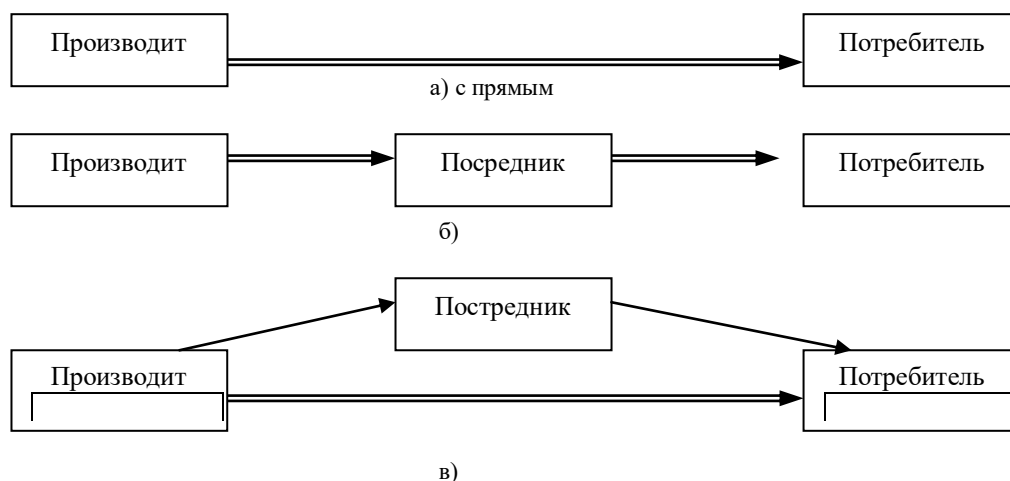 Производит Потребитель
а) с прямым
Производит Посредник Потребитель
б)
Постредник
Производит Потребитель
в)